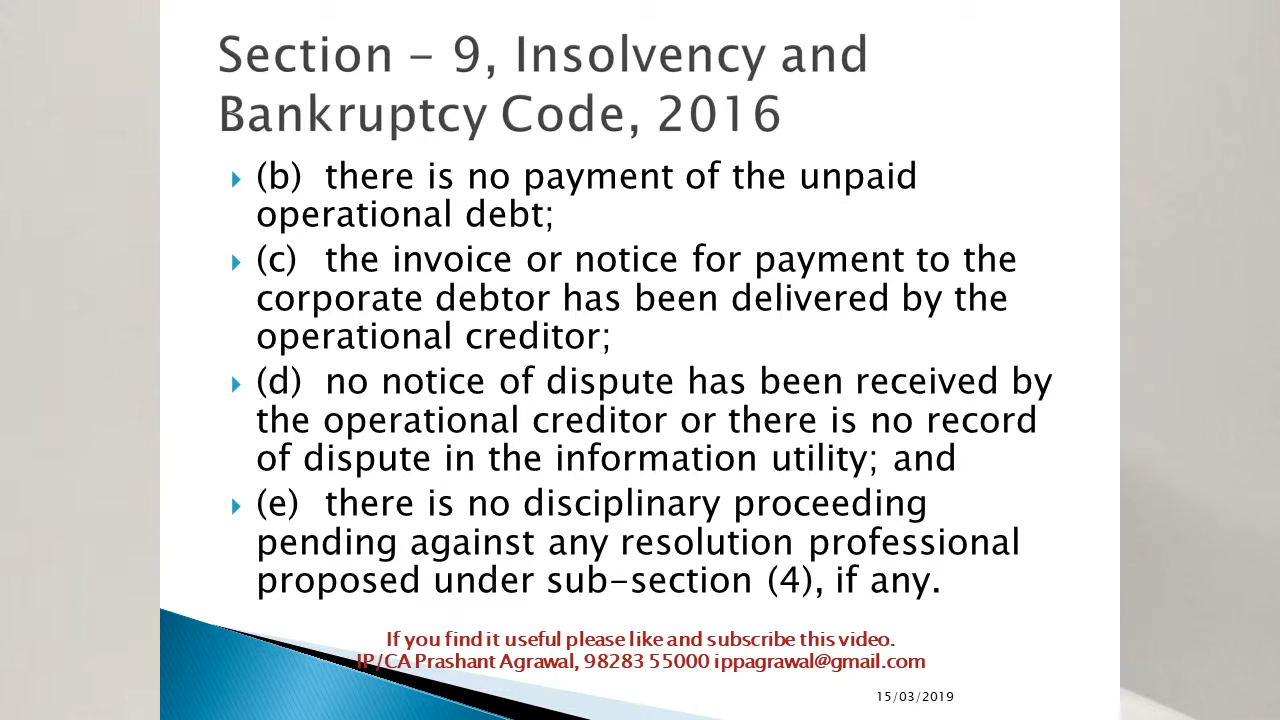 Section – 9, Insolvency and
Bankruptcy Code, 2016
(b) there is no payment of the unpaid
operational debt;
(c) the invoice or notice for payment to the
corporate debtor has been delivered by the
operational creditor;
(d) no notice of dispute has been received by
the operational creditor or there is no record
of dispute in the information utility; and
(e) there is no disciplinary proceeding
pending against any resolution professional
proposed under sub-section (4), if any.
If you find it useful please like and subscribe this video.
IP/CA Prashant Agrawal, 98283 55000 ippagrawal@gmail.com
15/03/2019